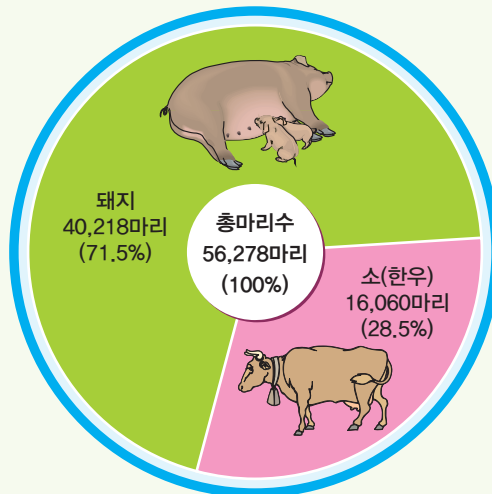 돼지
40,218마리
(71.5%)
총마리수
56,278마리
(100%)
소(한우)
16,060마리
(28.5%)